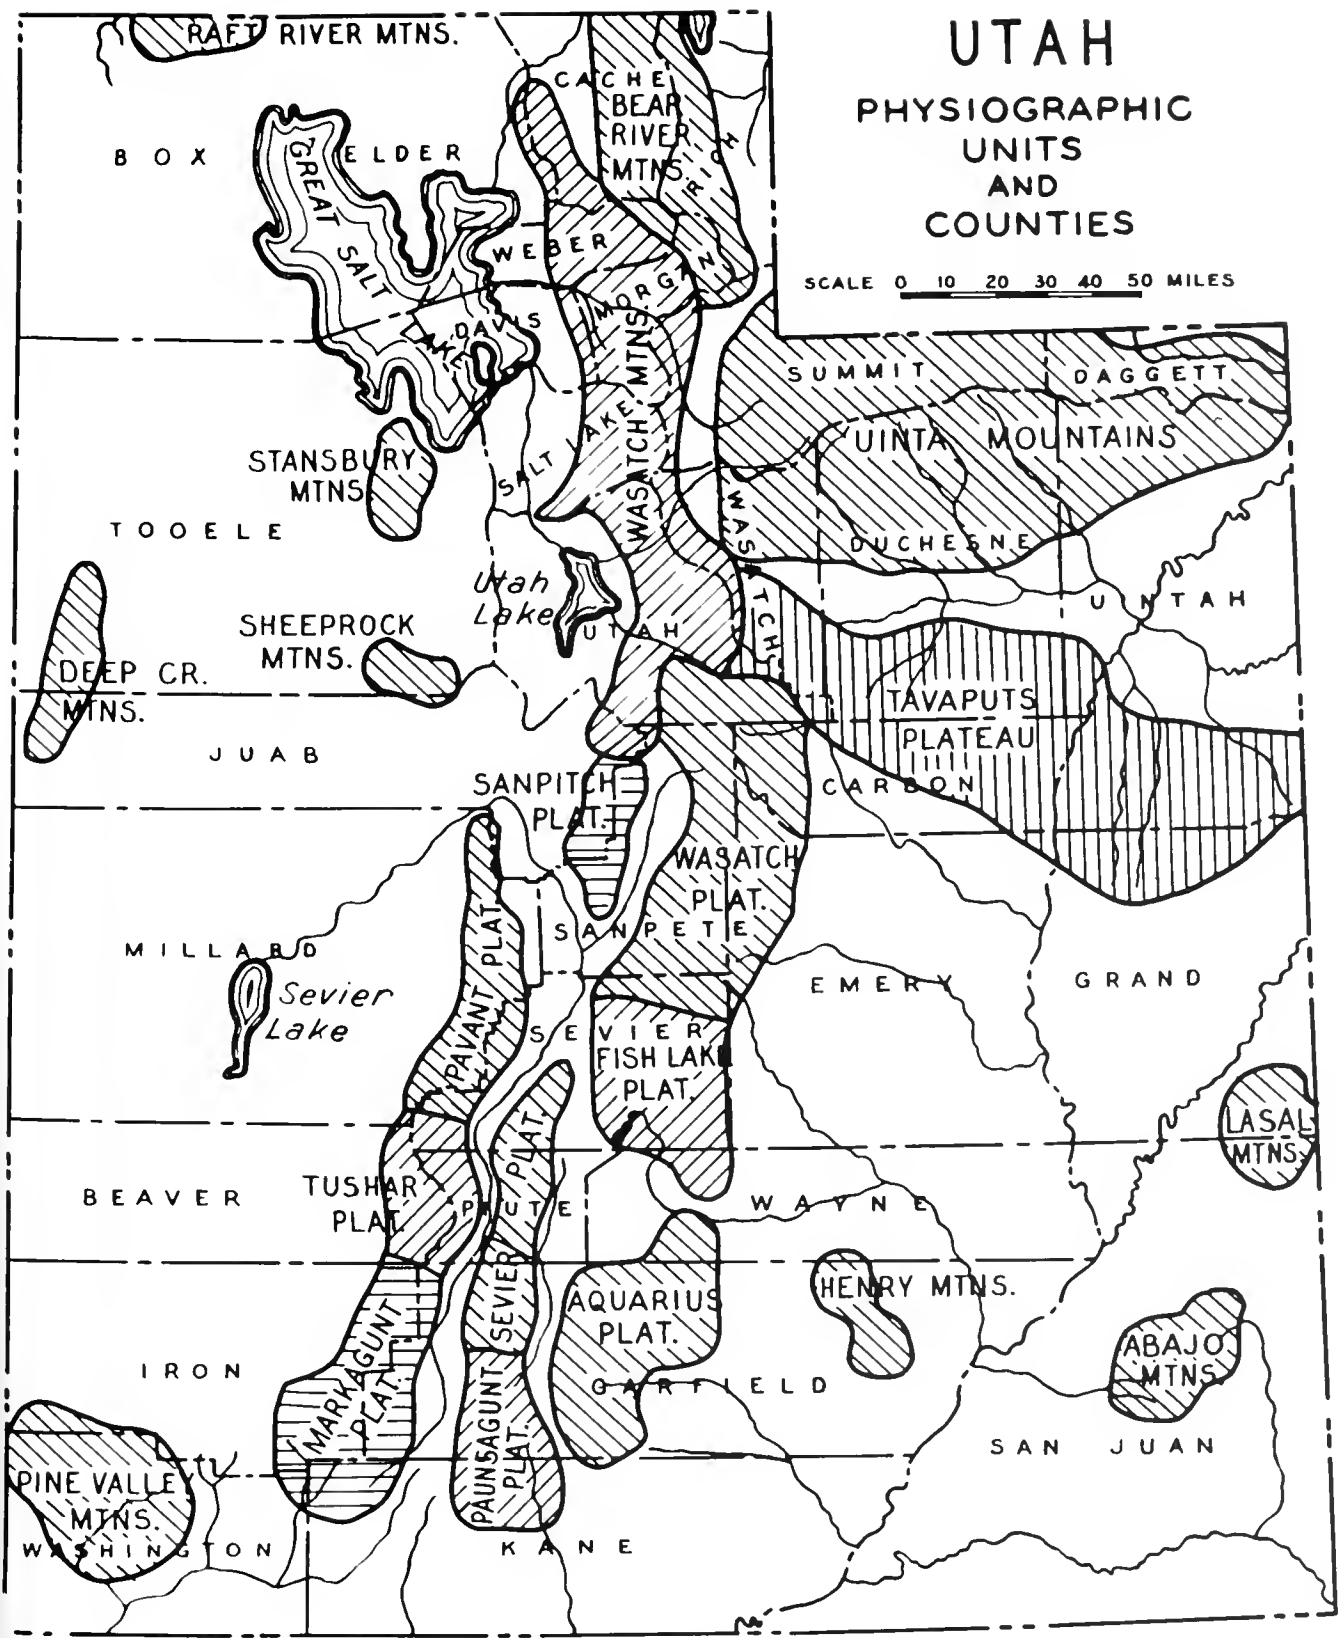 UTAH
PHYSIOGRAPHIC
UNITS
AND
COUNTIES
SCALE 0 10 20 30 40 50 MILES
RAFT RIVER MTNS.
CACHE
BEAR
RIVER
MTNS.
RICH
BOX ELDER
GREAT SALT LAKE
WEBER
MORGAN
DAVIS
SUMMIT
DAGGETT
UINTA MOUNTAINS
STANSBURY
MTNS.
SALT LAKE
WASATCH MTNS.
WASATCH
TOOELE
DUCHESNE
Utah
Lake
UTAH
UINTAH
SHEEPROCK
MTNS.
DEEP CR.
MTNS.
TAVAPUTS
PLATEAU
JUAB
SANPITCH
PLAT.
CARBON
WASATCH
PLAT.
SANPETE
MILLARD
PAVANT PLAT.
Sevier
Lake
EMERY
GRAND
SEVIER
FISH LAKE
PLAT.
LASAL
MTNS.
BEAVER
TUSHAR
PLAT.
PIUTE
SEVIER PLAT.
WAYNE
HENRY MTNS.
AQUARIUS
PLAT.
ABAJO
MTNS.
IRON
MARKAGUNT
PLAT.
GARFIELD
PAUNSAGUNT
PLAT.
SAN JUAN
PINE VALLEY
MTNS.
WASHINGTON
KANE